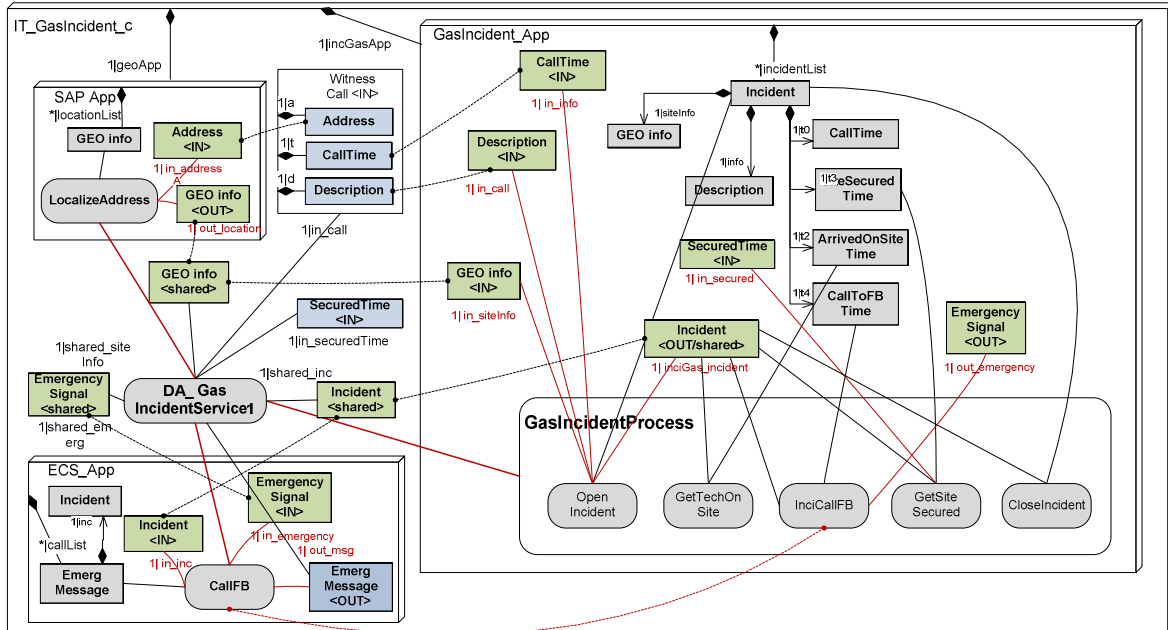 IT_GasIncident_c
1|geoApp
1|incGasApp
SAP App
*|locationList
GEO info
Address
<IN>
1| in_address
A
LocalizeAddress
GEO info
<OUT>
1| out_location
Witness
Call <IN>
1|a
Address
1|t
CallTime
1|d
Description
1|in_call
GEO info
<shared>
SecuredTime
<IN>
1|in_securedTime
1|shared_site
Info
Emergency
Signal
<shared>
1|shared_em
erg
DA_ Gas
IncidentService1
1|shared_inc
Incident
<shared>
ECS_App
Incident
1|inc
*|callList
Emerg
Message
Incident
<IN>
1| in_inc
Emergency
Signal
<IN>
1| in_emergency
1| out_msg
CallFB
Emerg
Message
<OUT>
GasIncident_App
CallTime
<IN>
1| in_info
Description
<IN>
1| in_call
GEO info
<IN>
1| in_siteInfo
*|incidentList
Incident
1|siteInfo
GEO info
1|info
Description
1|t0
CallTime
1|t3
eSecured
Time
1|t2
ArrivedOnSite
Time
1|t4
CallToFB
Time
SecuredTime
<IN>
1| in_secured
Incident
<OUT/shared>
1| inciGas_incident
Emergency
Signal
<OUT>
1| out_emergency
GasIncidentProcess
Open
Incident
GetTechOn
Site
InciCallFB
GetSite
Secured
CloseIncident